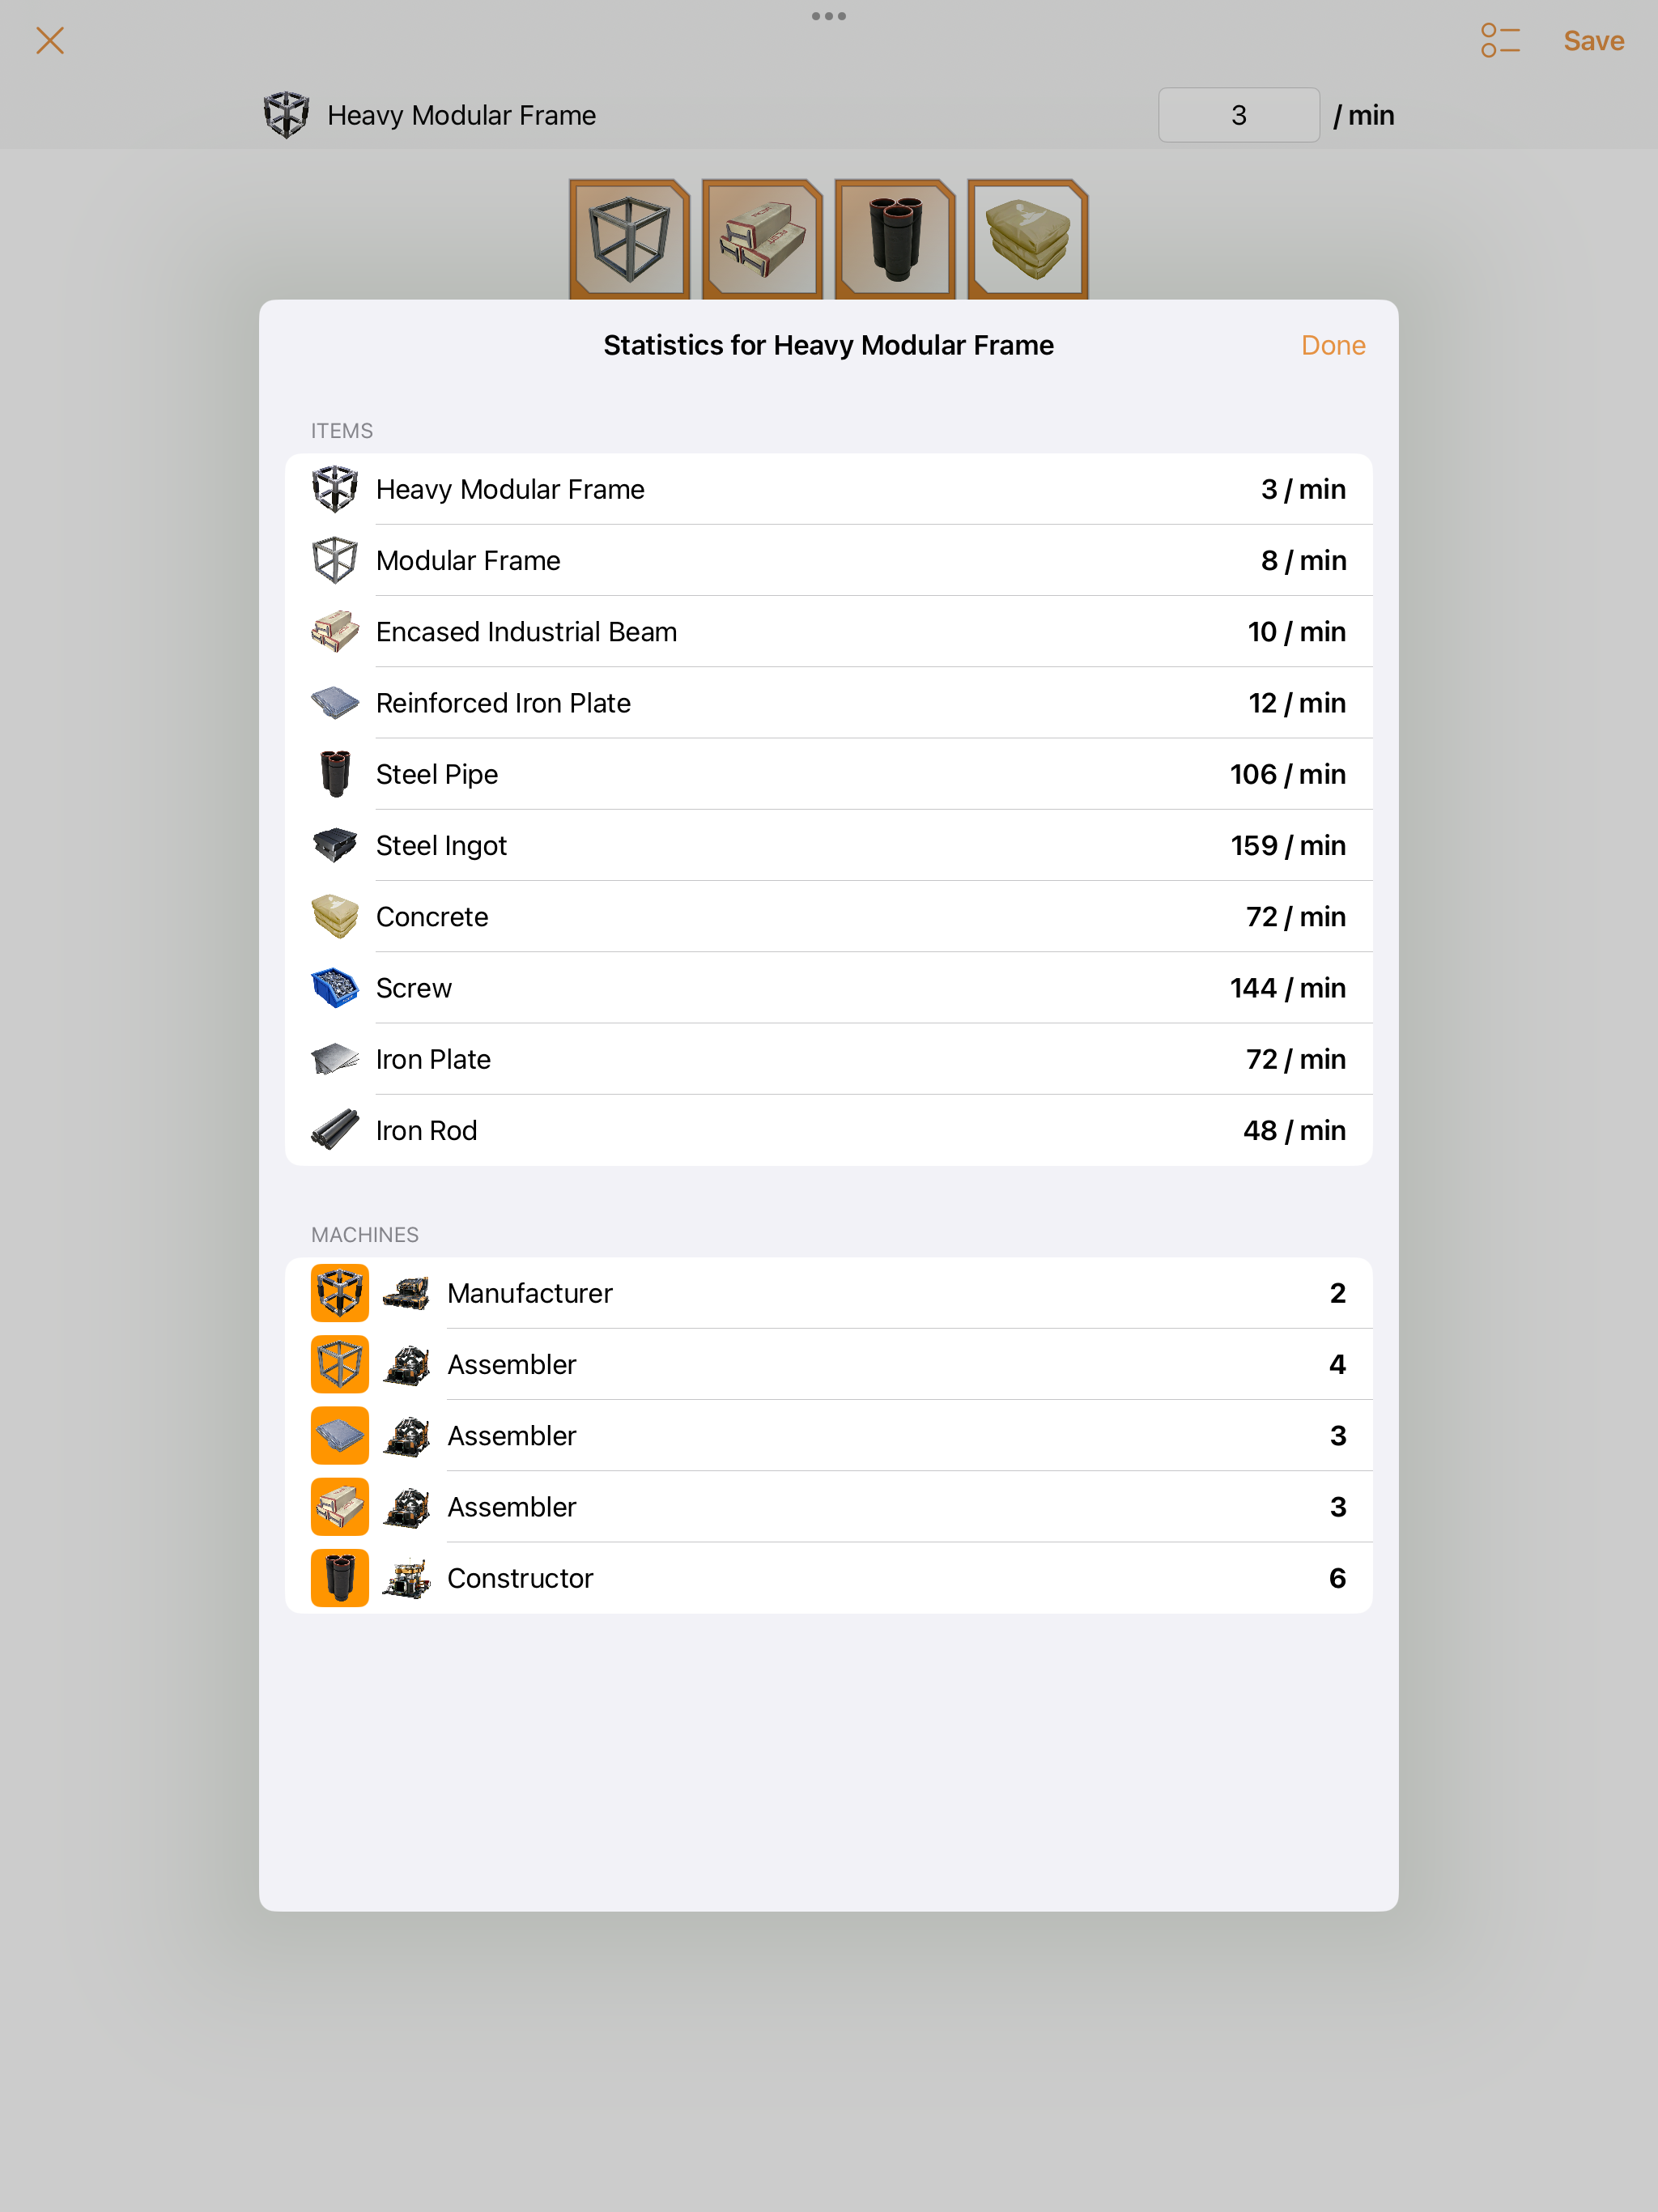 Save
Heavy Modular Frame 3 / min
Statistics for Heavy Modular Frame Done
ITEMS
Heavy Modular Frame 3 / min
Modular Frame 8 / min
Encased Industrial Beam 10 / min
Reinforced Iron Plate 12 / min
Steel Pipe 106 / min
Steel Ingot 159 / min
Concrete 72 / min
Screw 144 / min
Iron Plate 72 / min
Iron Rod 48 / min
MACHINES
Manufacturer 2
Assembler 4
Assembler 3
Assembler 3
Constructor 6